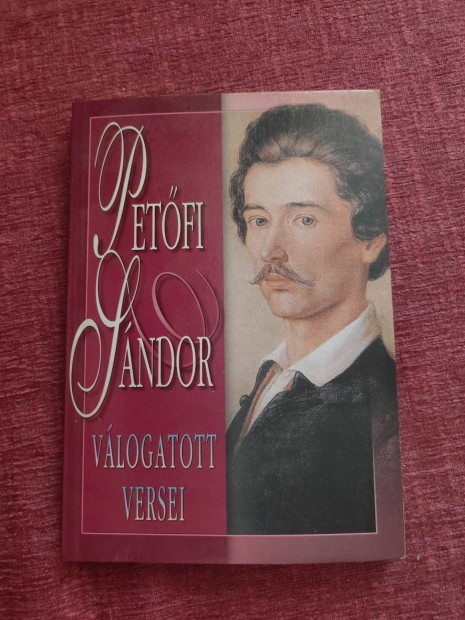 PETŐFI
SÁNDOR
VÁLOGATOTT
VERSEI